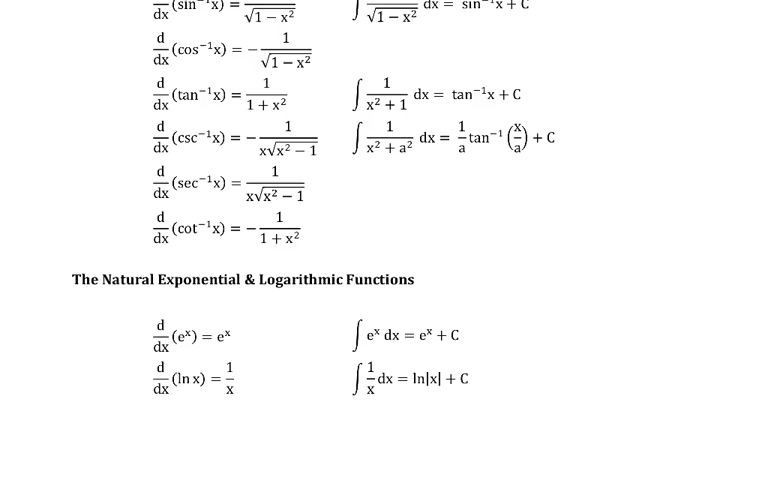 d/dx (sin⁻¹x) = 1/√(1 − x²)    ∫ 1/√(1 − x²) dx = sin⁻¹x + C
d/dx (cos⁻¹x) = − 1/√(1 − x²)
d/dx (tan⁻¹x) = 1/(1 + x²)    ∫ 1/(x² + 1) dx = tan⁻¹x + C
d/dx (csc⁻¹x) = − 1/(x√(x² − 1))    ∫ 1/(x² + a²) dx = 1/a tan⁻¹ (x/a) + C
d/dx (sec⁻¹x) = 1/(x√(x² − 1))
d/dx (cot⁻¹x) = − 1/(1 + x²)
The Natural Exponential & Logarithmic Functions
d/dx (eˣ) = eˣ    ∫ eˣ dx = eˣ + C
d/dx (ln x) = 1/x    ∫ 1/x dx = ln|x| + C